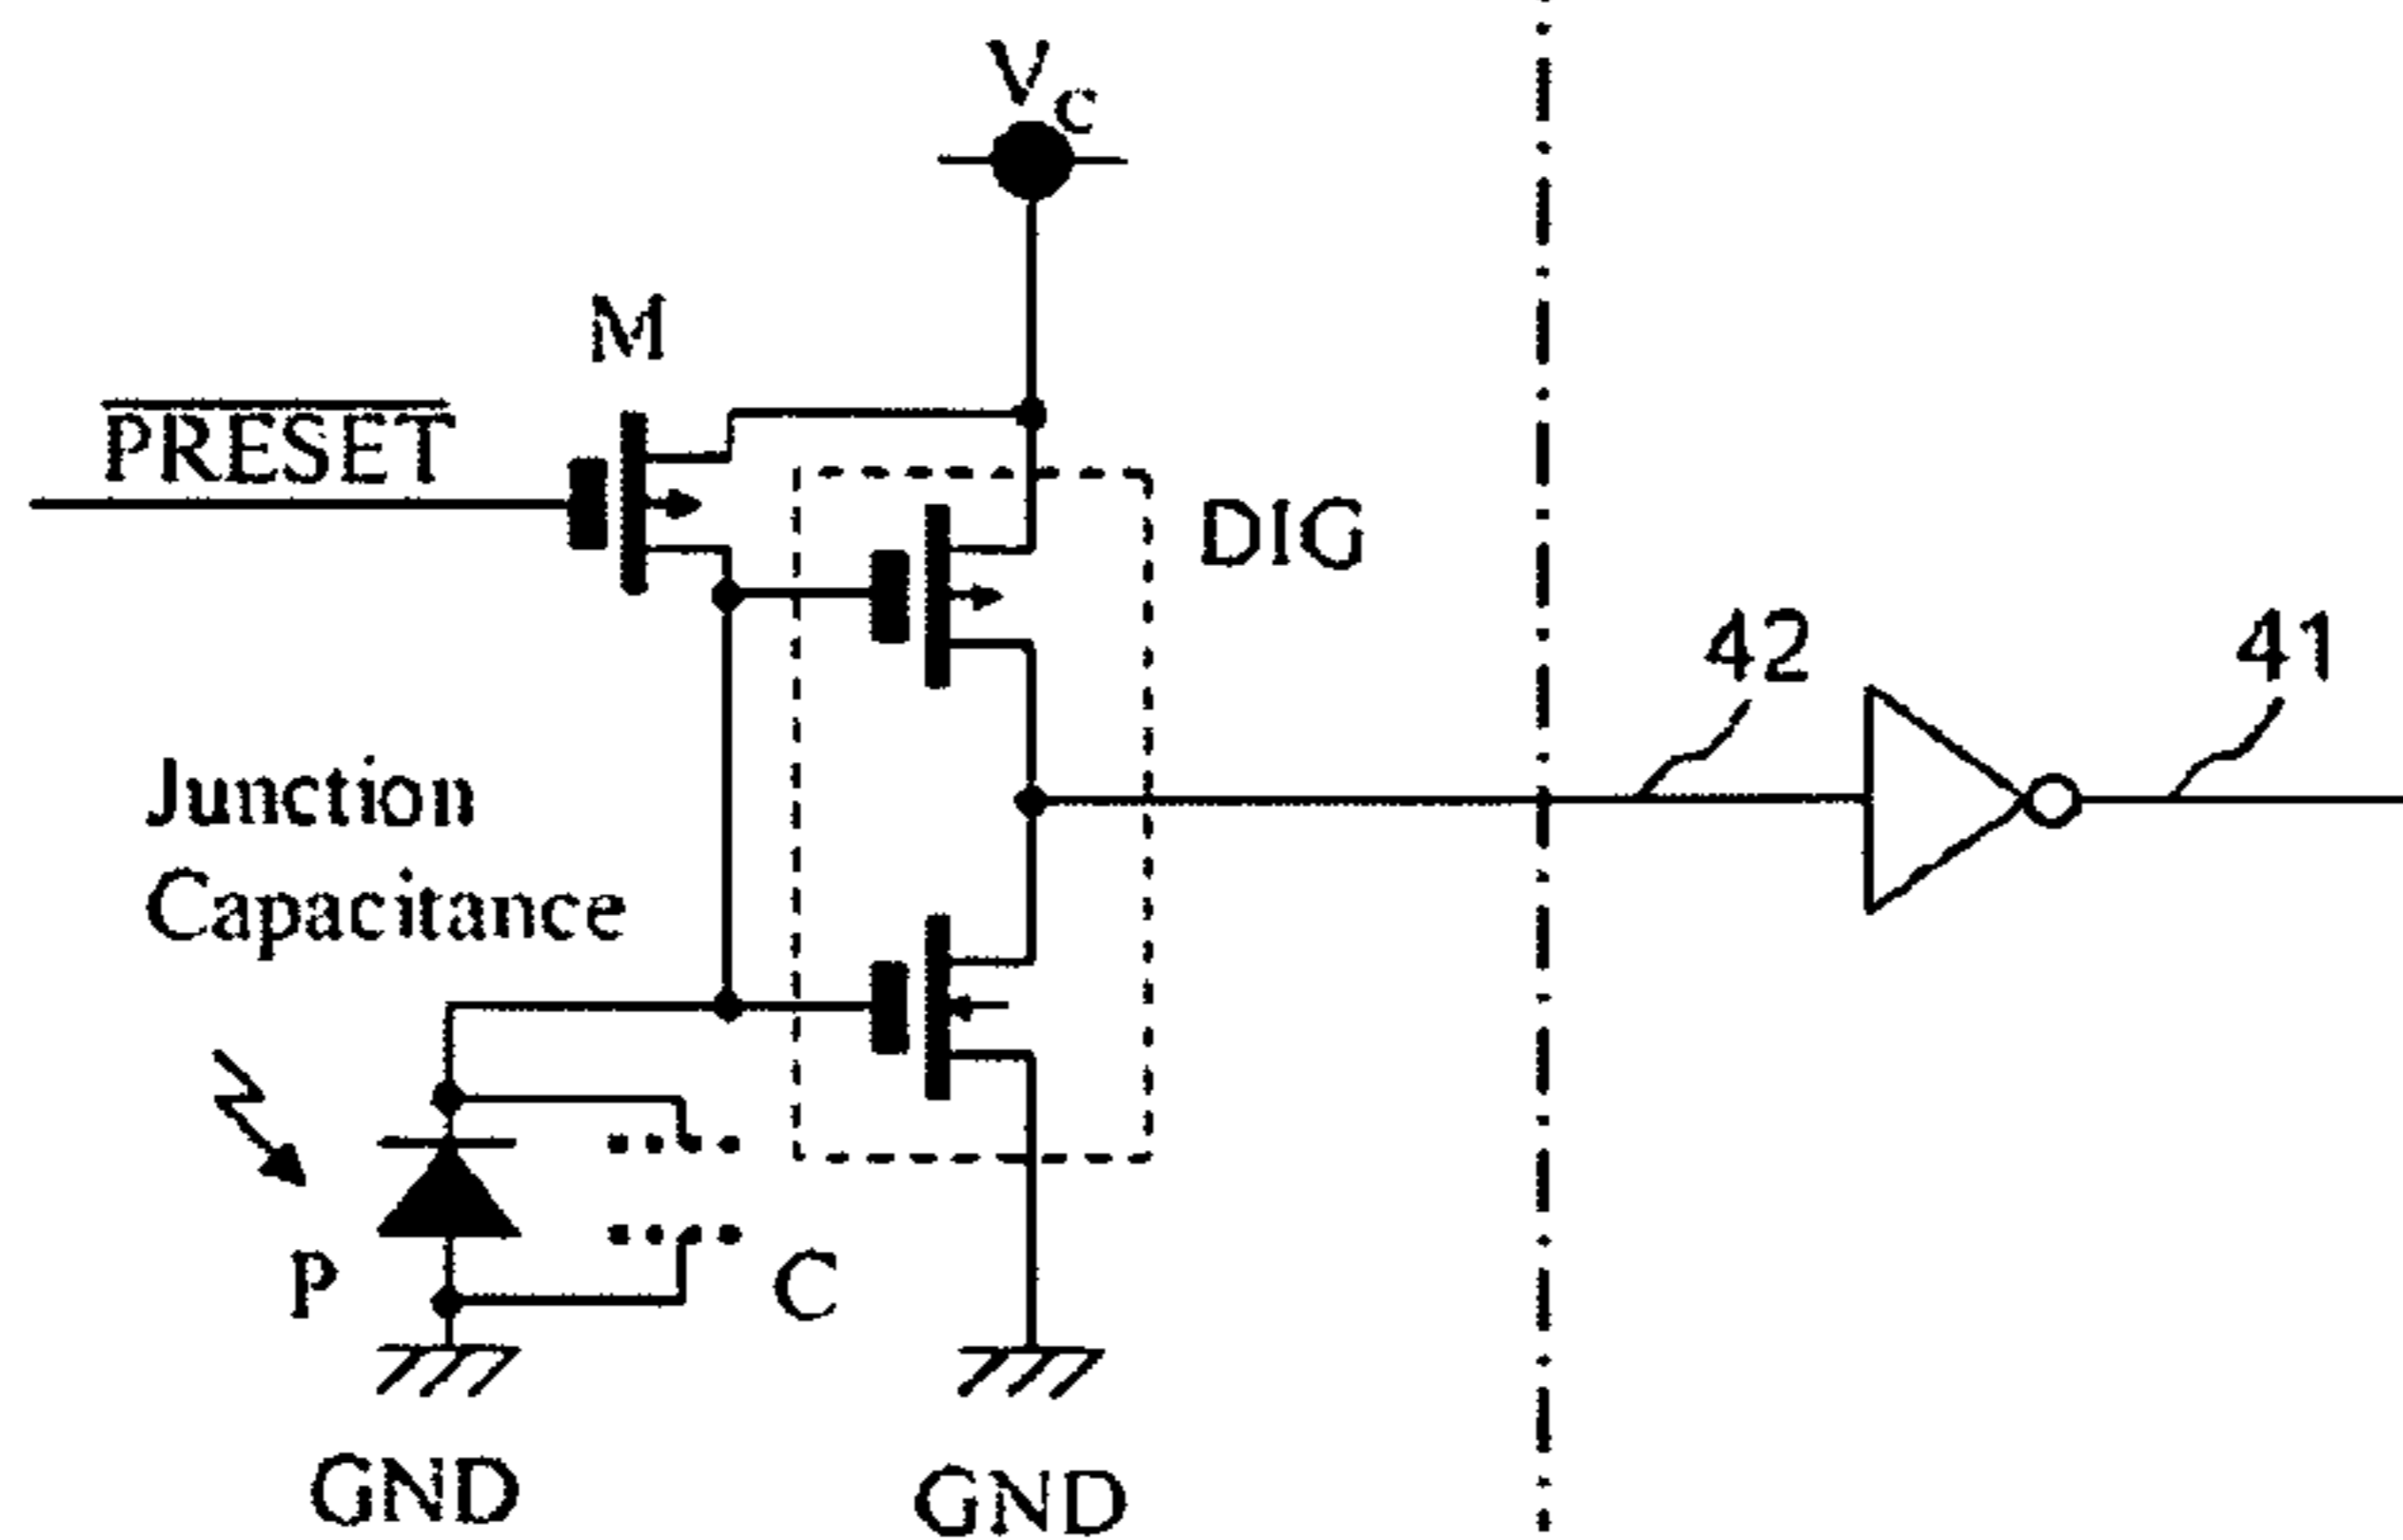 VC
M
PRESET
DIG
42
41
Junction
Capacitance
P
C
GND
GND